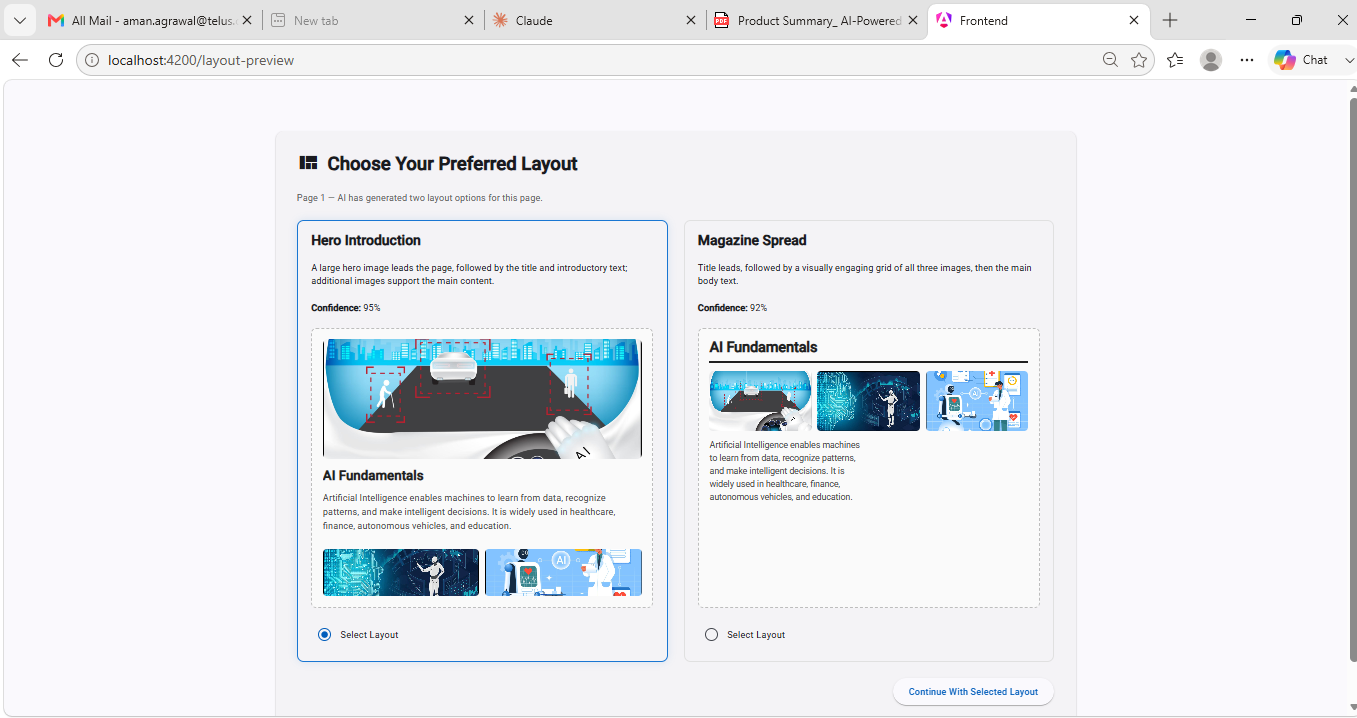 All Mail - aman.agrawal@telus.
New tab
Claude
PDF
Product Summary_ AI-Powered
Frontend
localhost:4200/layout-preview
Chat
Choose Your Preferred Layout
Page 1 — AI has generated two layout options for this page.
Hero Introduction
A large hero image leads the page, followed by the title and introductory text;
additional images support the main content.
Confidence: 95%
AI
AI Fundamentals
Artificial Intelligence enables machines to learn from data, recognize
patterns, and make intelligent decisions. It is widely used in healthcare,
finance, autonomous vehicles, and education.
AI
Select Layout
Magazine Spread
Title leads, followed by a visually engaging grid of all three images, then the main
body text.
Confidence: 92%
AI Fundamentals
AI
Artificial Intelligence enables machines
to learn from data, recognize patterns,
and make intelligent decisions. It is
widely used in healthcare, finance,
autonomous vehicles, and education.
Select Layout
Continue With Selected Layout